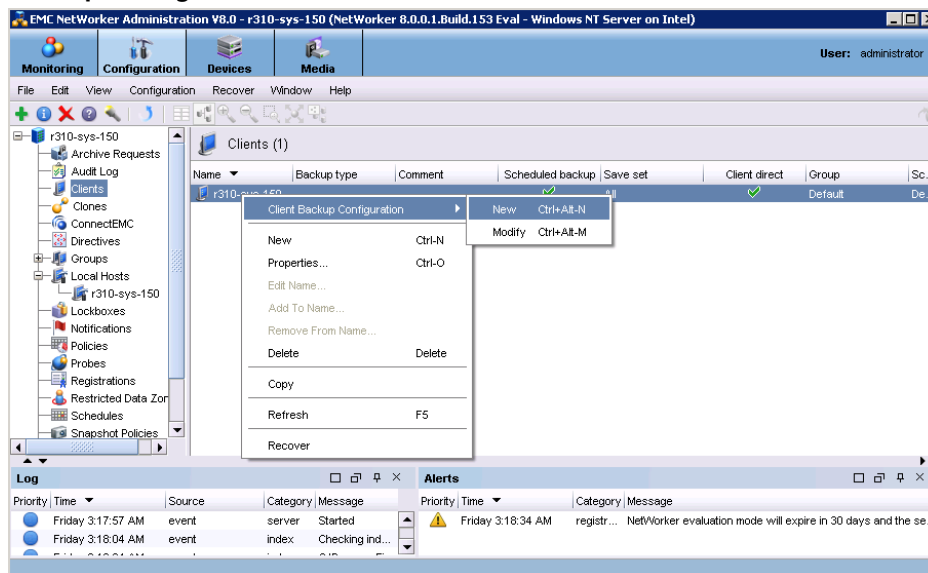 EMC NetWorker Administration V8.0 - r310-sys-150 (NetWorker 8.0.0.1.Build.153 Eval - Windows NT Server on Intel)
Monitoring Configuration Devices Media User: administrator
File Edit View Configuration Recover Window Help
r310-sys-150
Archive Requests
Audit Log
Clients
Clones
ConnectEMC
Directives
Groups
Local Hosts
r310-sys-150
Lockboxes
Notifications
Policies
Probes
Registrations
Restricted Data Zon
Schedules
Snapshot Policies
Clients (1)
Name Backup type Comment Scheduled backup Save set Client direct Group Sc.
r310-sys-150 All Default De.
Client Backup Configuration
New Ctrl+Alt-N
Modify Ctrl+Alt-M
New Ctrl-N
Properties... Ctrl-O
Edit Name...
Add To Name...
Remove From Name...
Delete Delete
Copy
Refresh F5
Recover
Log
Priority Time Source Category Message
Friday 3:17:57 AM event server Started
Friday 3:18:04 AM event index Checking ind...
Alerts
Priority Time Category Message
Friday 3:18:34 AM registr... NetWorker evaluation mode will expire in 30 days and the se.